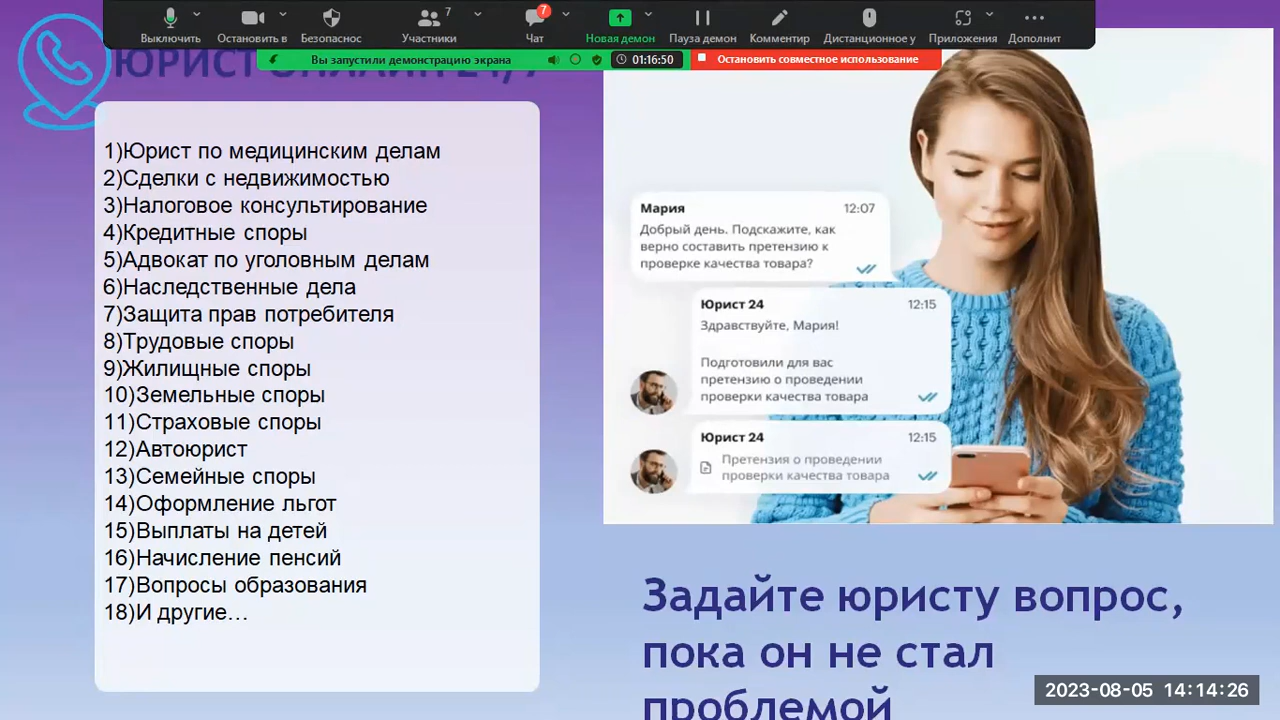 Выключить
Остановить в
Безопаснос
Участники
7
Чат
7
Новая демон
Пауза демон
Комментир
Дистанционное у
Приложения
Дополнит
Вы запустили демонстрацию экрана
01:16:50
Остановить совместное использование
ЮРИСТ ОНЛАЙН 24/7
1)Юрист по медицинским делам
2)Сделки с недвижимостью
3)Налоговое консультирование
4)Кредитные споры
5)Адвокат по уголовным делам
6)Наследственные дела
7)Защита прав потребителя
8)Трудовые споры
9)Жилищные споры
10)Земельные споры
11)Страховые споры
12)Автоюрист
13)Семейные споры
14)Оформление льгот
15)Выплаты на детей
16)Начисление пенсий
17)Вопросы образования
18)И другие…
Мария 12:07
Добрый день. Подскажите, как
верно составить претензию к
проверке качества товара?
Юрист 24 12:15
Здравствуйте, Мария!
Подготовили для вас
претензию о проведении
проверки качества товара
Юрист 24 12:15
Претензия о проведении
проверки качества товара
Задайте юристу вопрос,
пока он не стал
проблемой
2023-08-05 14:14:26